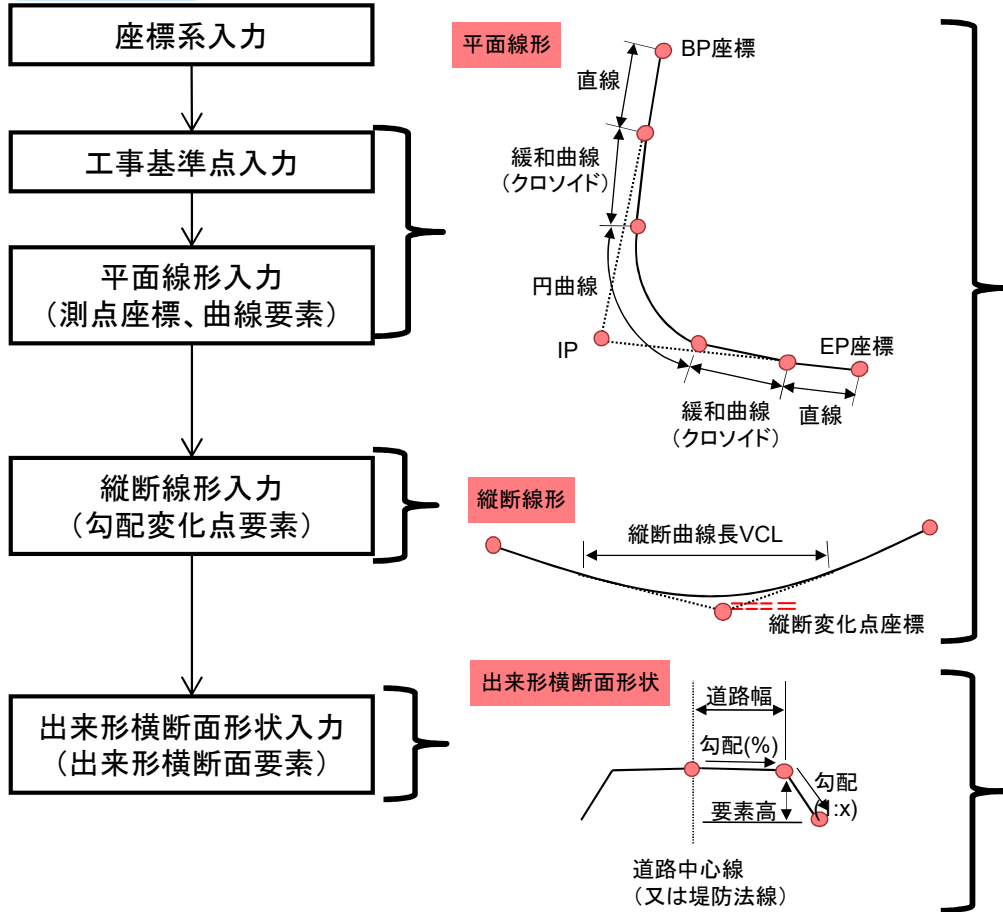 座標系入力
工事基準点入力
平面線形入力
（測点座標、曲線要素）
縦断線形入力
（勾配変化点要素）
出来形横断面形状入力
（出来形横断面要素）
平面線形
BP座標
直線
緩和曲線
（クロソイド）
円曲線
IP
EP座標
緩和曲線
（クロソイド）
直線
縦断線形
縦断曲線長VCL
縦断変化点座標
出来形横断面形状
道路幅
勾配(%)
勾配
(1:x)
要素高
道路中心線
（又は堤防法線）